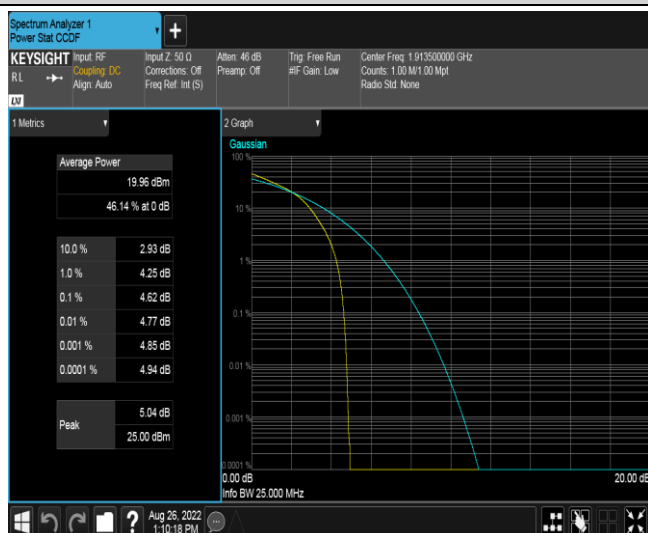 Spectrum Analyzer 1
Power Stat CCDF
+
KEYSIGHT
RL
LXI
Input: RF
Coupling: DC
Align: Auto
Input Z: 50 Ω
Corrections: Off
Freq Ref: Int (S)
Atten: 46 dB
Preamp: Off
Trig: Free Run
#IF Gain: Low
Center Freq: 1.913500000 GHz
Counts: 1.00 M/1.00 Mpt
Radio Std: None
1 Metrics
Average Power
19.96 dBm
46.14 % at 0 dB
10.0 % 2.93 dB
1.0 % 4.25 dB
0.1 % 4.62 dB
0.01 % 4.77 dB
0.001 % 4.85 dB
0.0001 % 4.94 dB
Peak
5.04 dB
25.00 dBm
2 Graph
Gaussian
100 %
10 %
1 %
0.1 %
0.01 %
0.001 %
0.0001 %
0.00 dB
20.00 dB
Info BW 25.000 MHz
?
Aug 26, 2022
1:10:18 PM